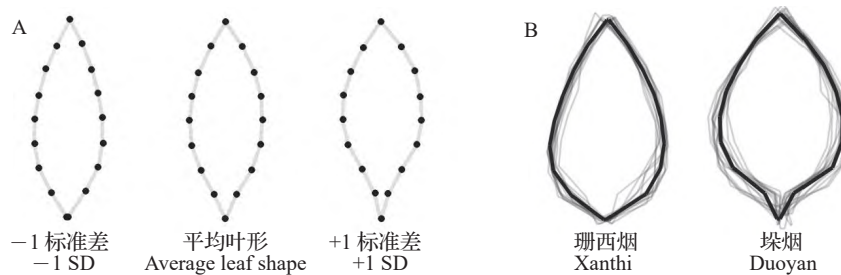 A
B
−1 标准差
−1 SD
平均叶形
Average leaf shape
+1 标准差
+1 SD
珊西烟
Xanthi
垛烟
Duoyan